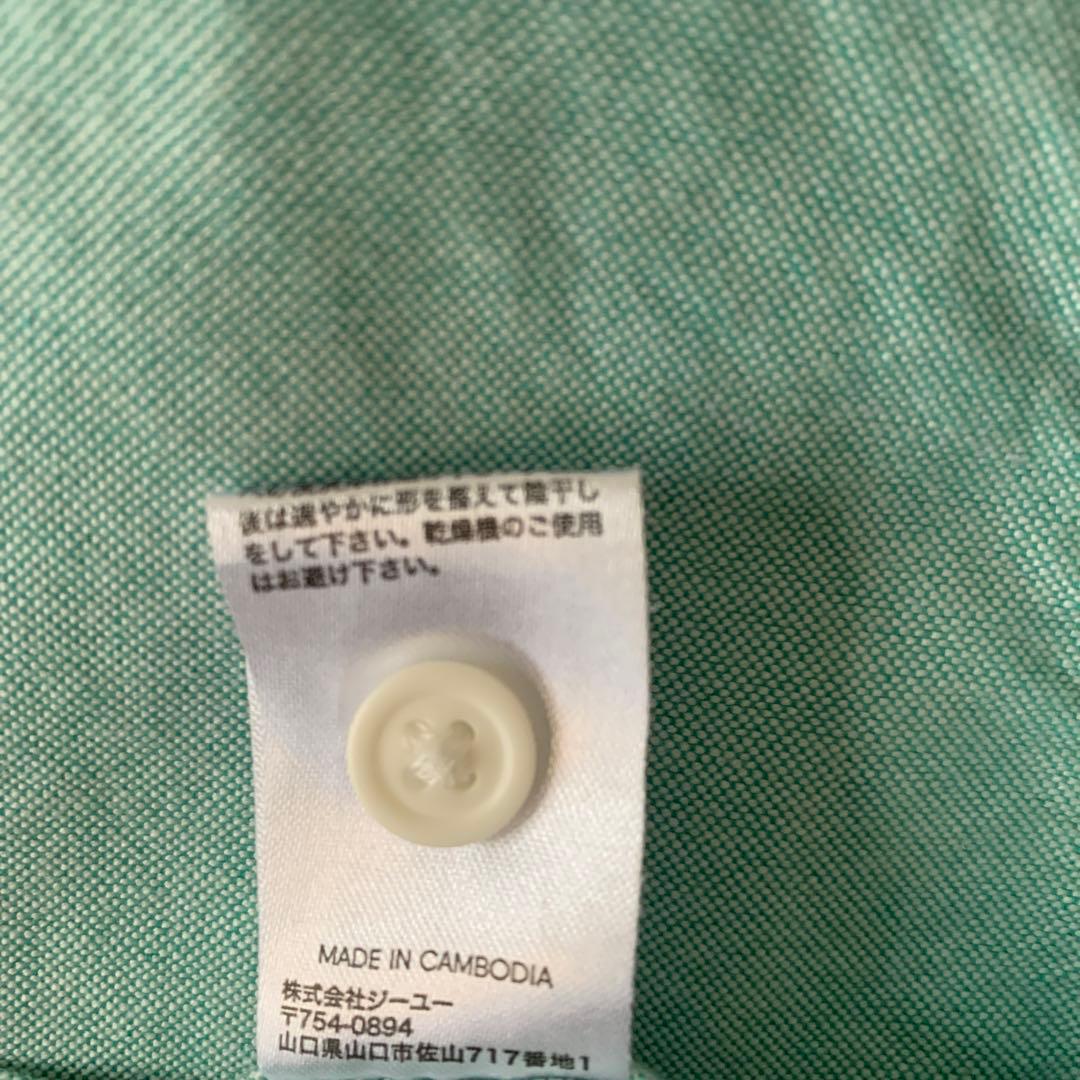 後は速やかに形を整えて陰干し
をして下さい。乾燥機のご使用
はお避け下さい。
MADE IN CAMBODIA
株式会社ジーユー
〒754-0894
山口県山口市佐山717番地1